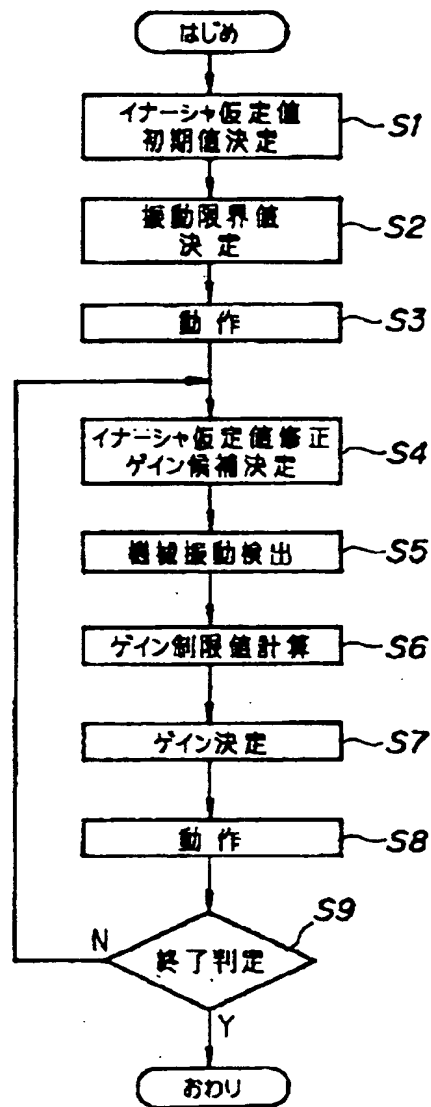 はじめ
イナーシャ仮定値
初期値決定
S1
振動限界値
決定
S2
動作
S3
イナーシャ仮定値修正
ゲイン候補決定
S4
機械振動検出
S5
ゲイン制限値計算
S6
ゲイン決定
S7
動作
S8
終了判定
S9
N
Y
おわり